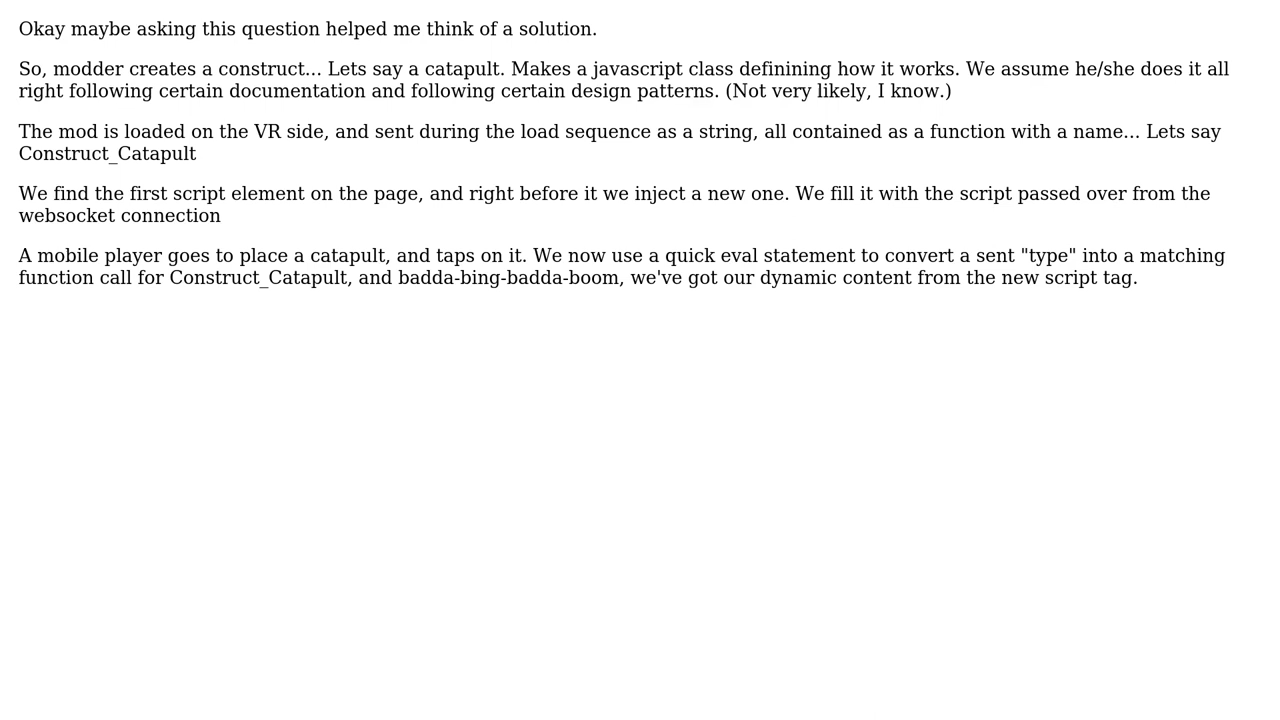 Okay maybe asking this question helped me think of a solution.
So, modder creates a construct... Lets say a catapult. Makes a javascript class definining how it works. We assume he/she does it all
right following certain documentation and following certain design patterns. (Not very likely, I know.)
The mod is loaded on the VR side, and sent during the load sequence as a string, all contained as a function with a name... Lets say
Construct_Catapult
We find the first script element on the page, and right before it we inject a new one. We fill it with the script passed over from the
websocket connection
A mobile player goes to place a catapult, and taps on it. We now use a quick eval statement to convert a sent "type" into a matching
function call for Construct_Catapult, and badda-bing-badda-boom, we've got our dynamic content from the new script tag.